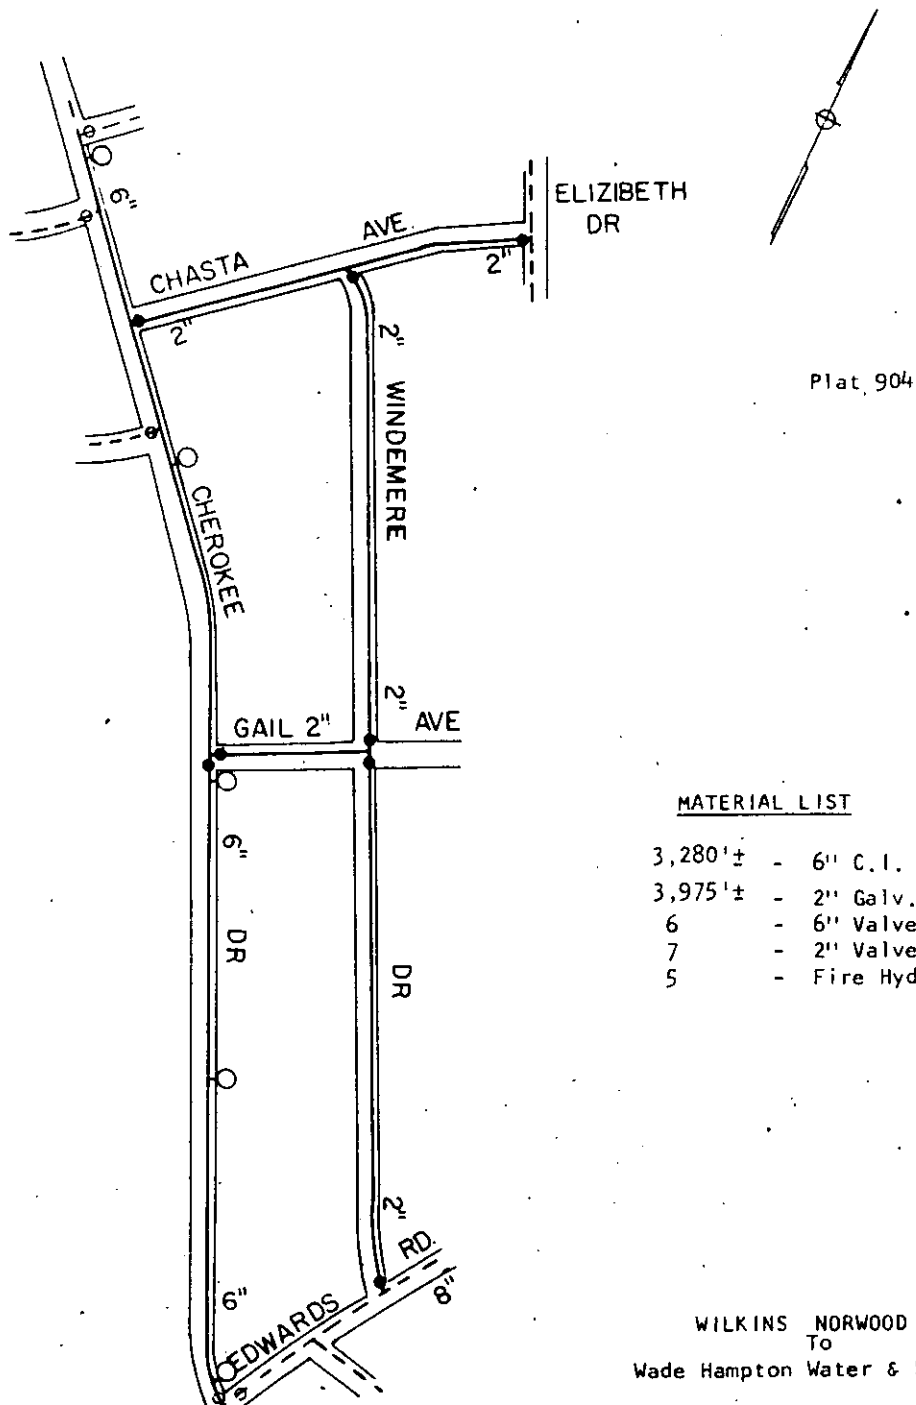 6"
ELIZIBETH
DR
CHASTA AVE.
2"
2"
2"
WINDEMERE
Plat 904
CHEROKEE
2"
GAIL 2" AVE
MATERIAL LIST
3,280'± - 6" C.I.
3,975'± - 2" Galv.
6 - 6" Valve
7 - 2" Valve
5 - Fire Hyd
6"
DR
DR
2"
RD.
8"
6"
EDWARDS
WILKINS NORWOOD
To
Wade Hampton Water &